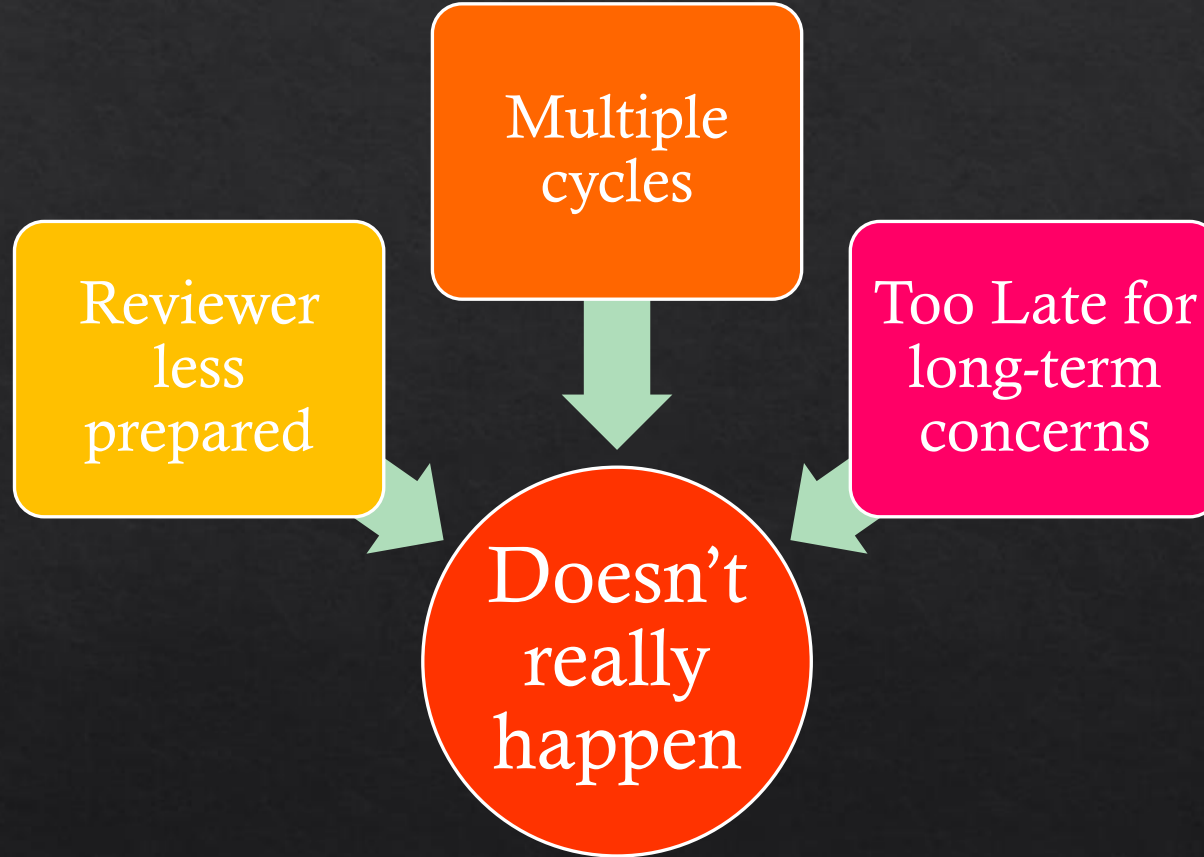 Multiple
cycles
Reviewer
less
prepared
Too Late for
long-term
concerns
Doesn’t
really
happen